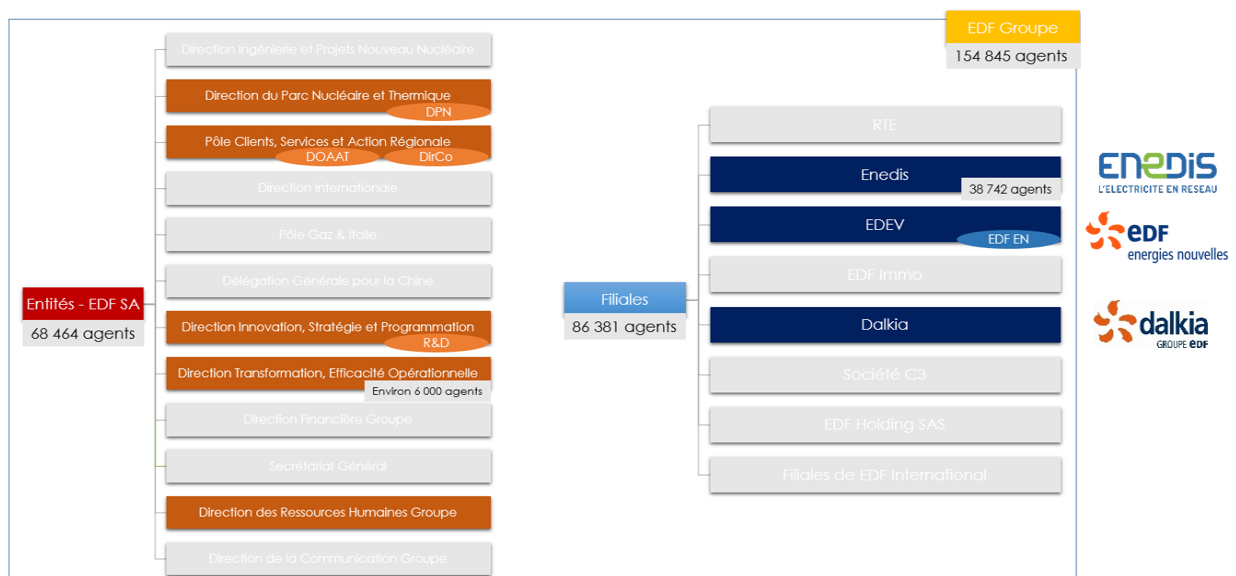 EDF Groupe
154 845 agents
Entités - EDF SA
68 464 agents
Direction Ingénierie et Projets Nouveau Nucléaire
Direction du Parc Nucléaire et Thermique
DPN
Pôle Clients, Services et Action Régionale
DOAAT
DirCo
Direction Internationale
Pôle Gaz & Italie
Délégation Générale pour la Chine
Direction Innovation, Stratégie et Programmation
R&D
Direction Transformation, Efficacité Opérationnelle
Environ 6 000 agents
Direction Financière Groupe
Secrétariat Général
Direction des Ressources Humaines Groupe
Direction de la Communication Groupe
Filiales
86 381 agents
RTE
Enedis
38 742 agents
EDEV
EDF EN
EDF Immo
Dalkia
Société C3
EDF Holding SAS
Filiales de EDF International
ENEDIS
L'ELECTRICITE EN RESEAU
edf
energies nouvelles
dalkia
GROUPE EDF